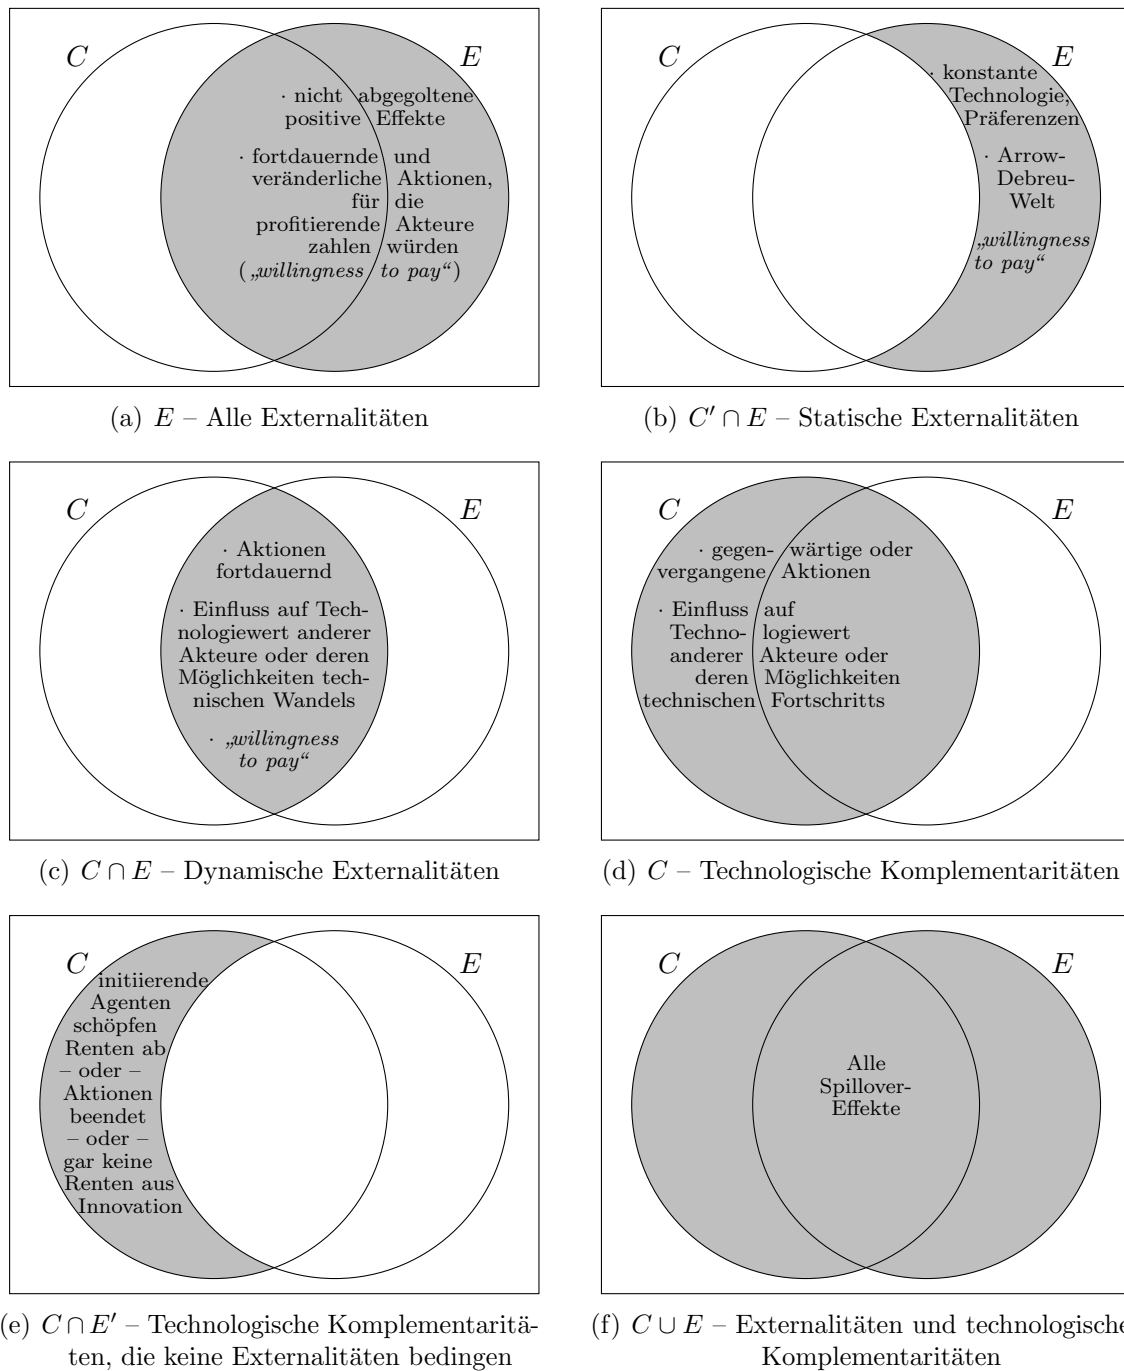 C
E
· nicht abgegoltene
positive Effekte
· fortdauernde und
veränderliche Aktionen,
für die
profitierende Akteure
zahlen würden
(„willingness to pay“)
(a) E – Alle Externalitäten
C
E
· konstante
Technologie,
Präferenzen
· Arrow-
Debreu-
Welt
„willingness
to pay“
(b) C′ ∩ E – Statische Externalitäten
C
E
· Aktionen
fortdauernd
· Einfluss auf Tech-
nologiewert anderer
Akteure oder deren
Möglichkeiten tech-
nischen Wandels
· „willingness
to pay“
(c) C ∩ E – Dynamische Externalitäten
C
E
· gegen- wärtige oder
vergangene Aktionen
· Einfluss auf
Techno- logiewert
anderer Akteure oder
deren Möglichkeiten
technischen Fortschritts
(d) C – Technologische Komplementaritäten
C
E
initiierende
Agenten
schöpfen
Renten ab
– oder –
Aktionen
beendet
– oder –
gar keine
Renten aus
Innovation
(e) C ∩ E′ – Technologische Komplementaritä-
ten, die keine Externalitäten bedingen
C
E
Alle
Spillover-
Effekte
(f) C ∪ E – Externalitäten und technologische
Komplementaritäten